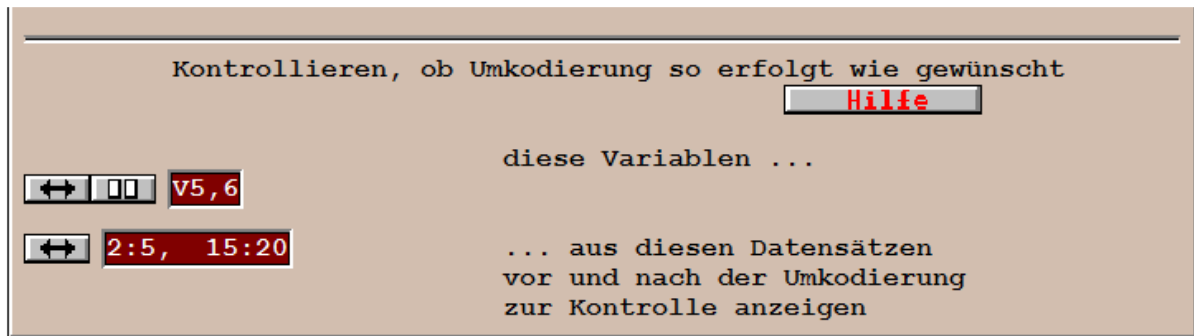 Kontrollieren, ob Umkodierung so erfolgt wie gewünscht
Hilfe
diese Variablen ...
V5,6
2:5, 15:20
... aus diesen Datensätzen
vor und nach der Umkodierung
zur Kontrolle anzeigen